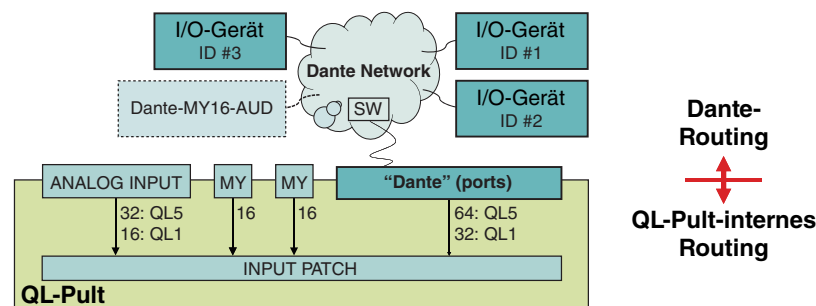 I/O-Gerät
ID #3
I/O-Gerät
ID #1
Dante Network
Dante-MY16-AUD
SW
I/O-Gerät
ID #2
Dante-
Routing
ANALOG INPUT
MY
MY
“Dante” (ports)
32: QL5
16: QL1
16
16
64: QL5
32: QL1
QL-Pult-internes
Routing
INPUT PATCH
QL-Pult